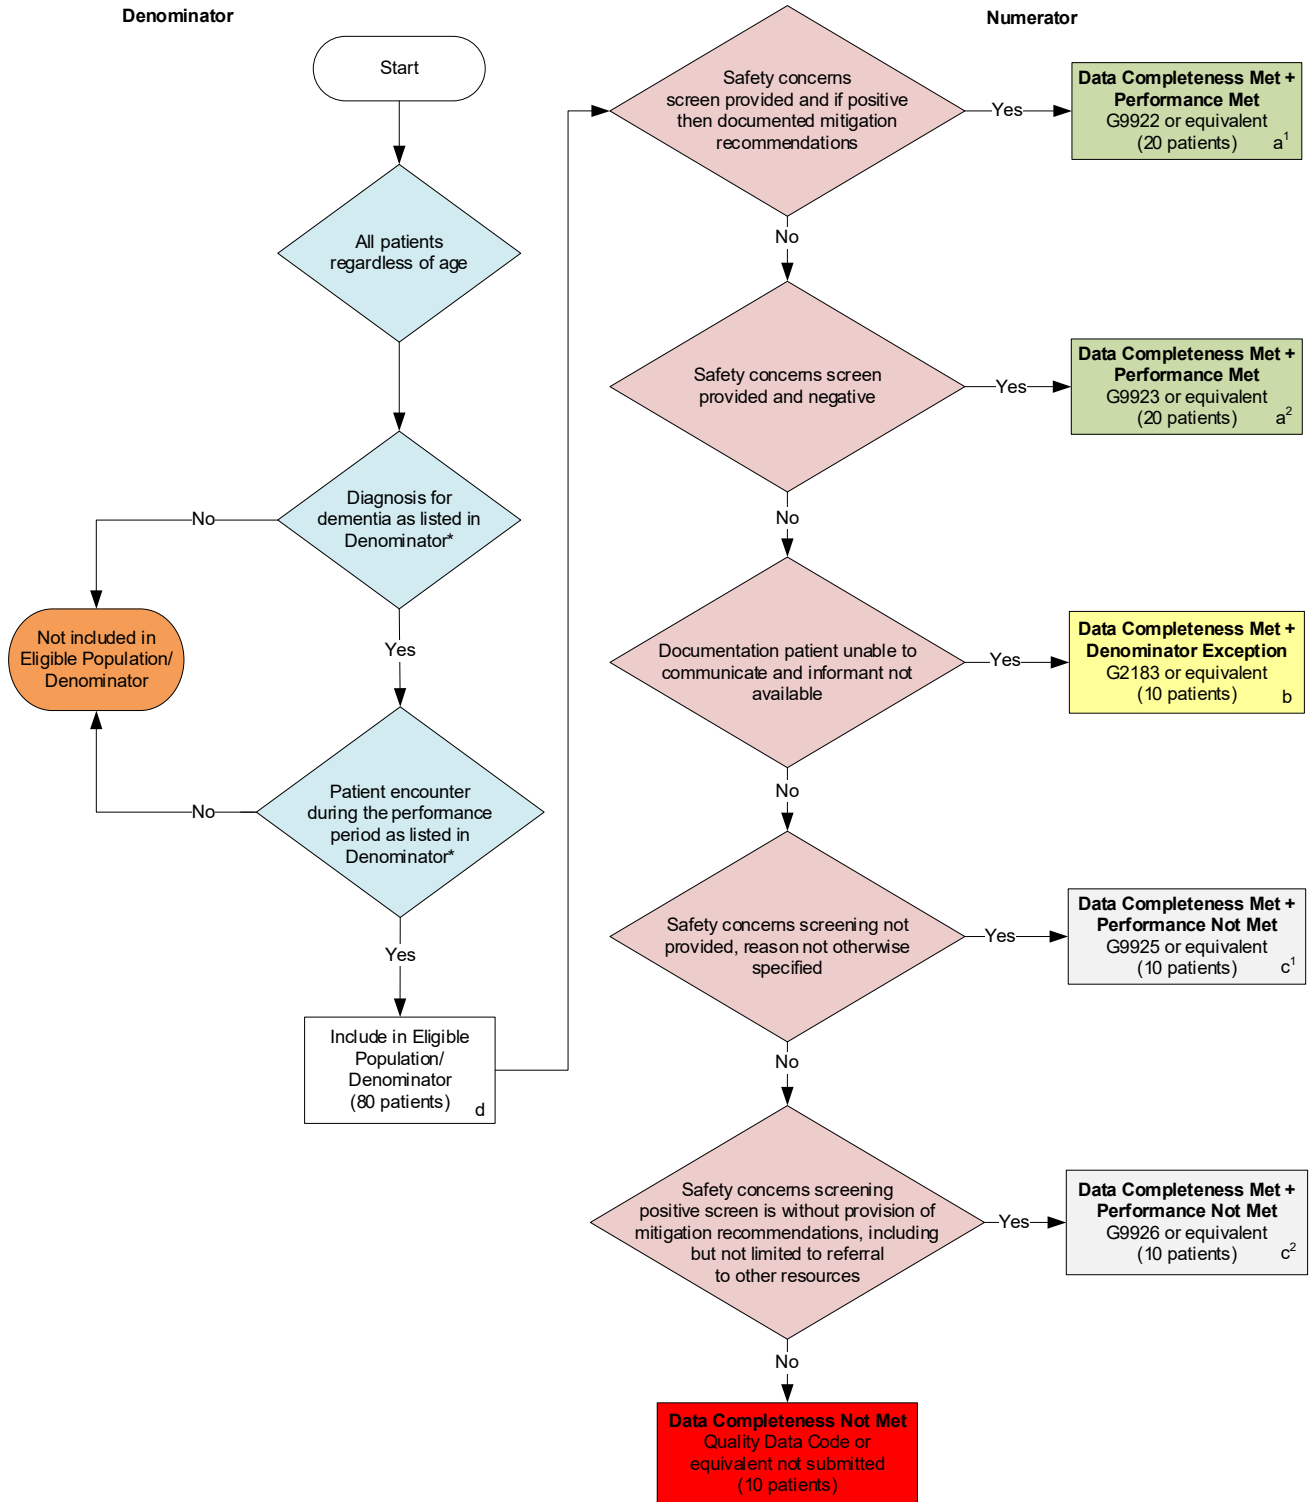 Denominator
Numerator
Start
All patients
regardless of age
Diagnosis for
dementia as listed in
Denominator*
No
Yes
Not included in
Eligible Population/
Denominator
Patient encounter
during the performance
period as listed in
Denominator*
No
Yes
Include in Eligible
Population/
Denominator
(80 patients)
d
Safety concerns
screen provided and if positive
then documented mitigation
recommendations
Yes
Data Completeness Met +
Performance Met
G9922 or equivalent
(20 patients)
a¹
No
Safety concerns screen
provided and negative
Yes
Data Completeness Met +
Performance Met
G9923 or equivalent
(20 patients)
a²
No
Documentation patient unable to
communicate and informant not
available
Yes
Data Completeness Met +
Denominator Exception
G2183 or equivalent
(10 patients)
b
No
Safety concerns screening not
provided, reason not otherwise
specified
Yes
Data Completeness Met +
Performance Not Met
G9925 or equivalent
(10 patients)
c¹
No
Safety concerns screening
positive screen is without provision of
mitigation recommendations, including
but not limited to referral
to other resources
Yes
Data Completeness Met +
Performance Not Met
G9926 or equivalent
(10 patients)
c²
No
Data Completeness Not Met
Quality Data Code or
equivalent not submitted
(10 patients)